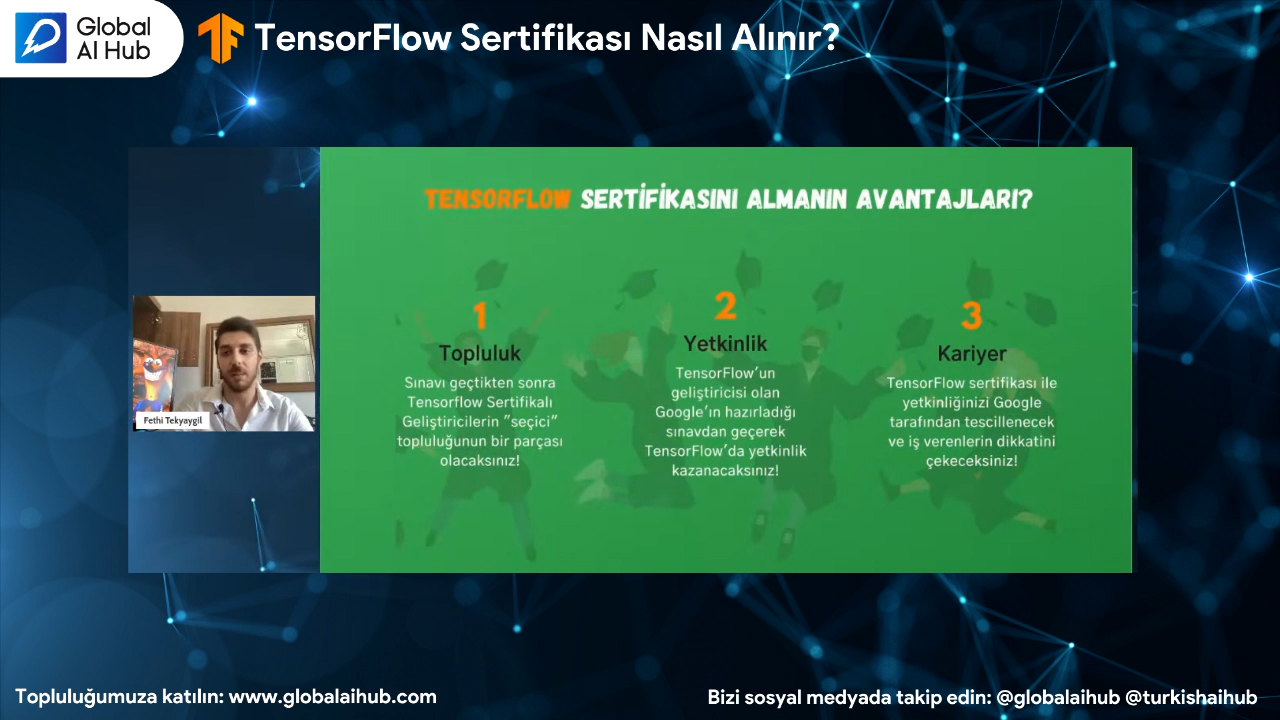 Global
AI Hub
TensorFlow Sertifikası Nasıl Alınır?
TENSORFLOW SERTİFİKASINI ALMANIN AVANTAJLARI?
1
Topluluk
Sınavı geçtikten sonra
Tensorflow Sertifikalı
Geliştiricilerin "seçici"
topluluğunun bir parçası
olacaksınız!
2
Yetkinlik
TensorFlow'un
geliştiricisi olan
Google'ın hazırladığı
sınavdan geçerek
TensorFlow'da yetkinlik
kazanacaksınız!
3
Kariyer
TensorFlow sertifikası ile
yetkinliğinizi Google
tarafından tescillenecek
ve iş verenlerin dikkatini
çekeceksiniz!
Fethi Tekyaygil
Topluluğumuza katılın: www.globalaihub.com
Bizi sosyal medyada takip edin: @globalaihub @turkishaihub